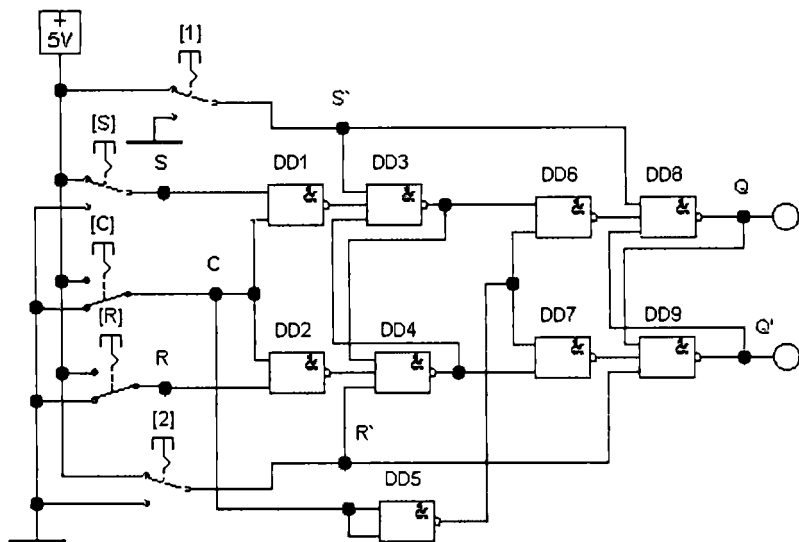 +
5V
[1]
S`
[S]
S
DD1
DD3
DD6
DD8
Q
&
&
&
&
[C]
C
[R]
R
DD2
DD4
DD7
DD9
Q'
&
&
&
&
[2]
R`
DD5
&